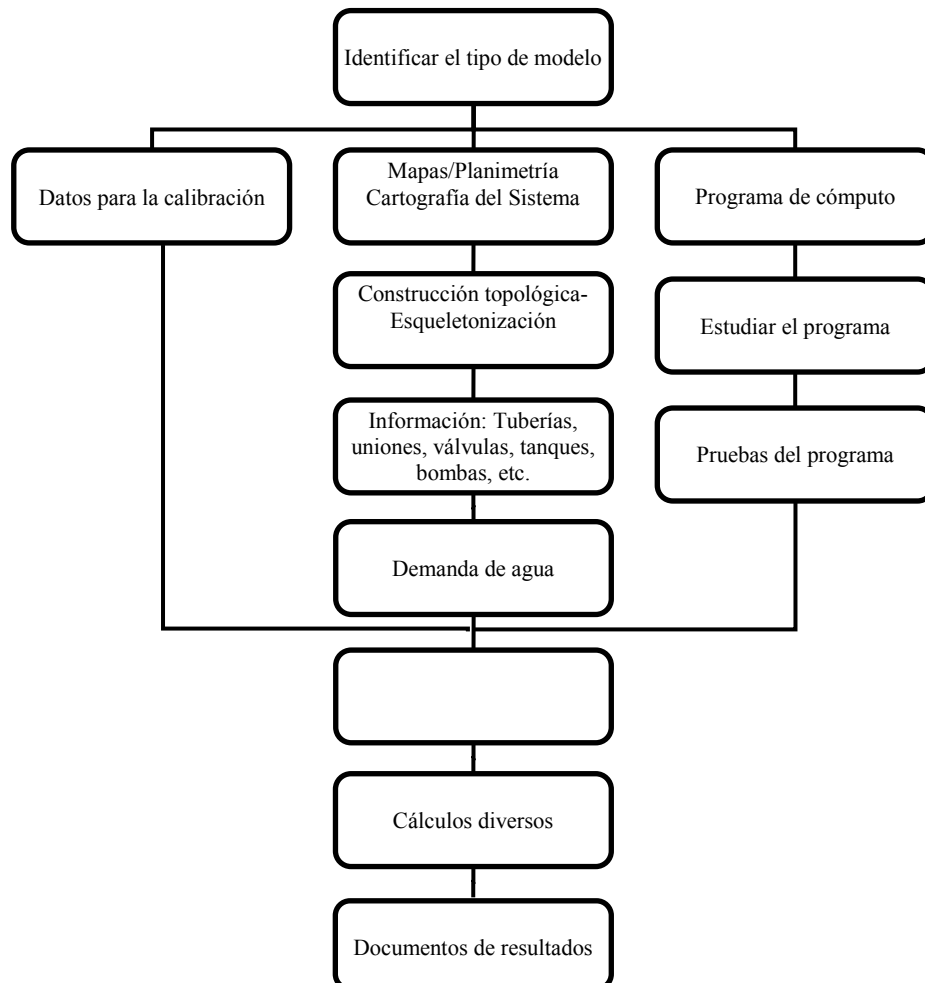 Identificar el tipo de modelo
Datos para la calibración
Mapas/Planimetría
Cartografía del Sistema
Programa de cómputo
Construcción topológica-
Esqueletonización
Estudiar el programa
Información: Tuberías,
uniones, válvulas, tanques,
bombas, etc.
Pruebas del programa
Demanda de agua
Cálculos diversos
Documentos de resultados